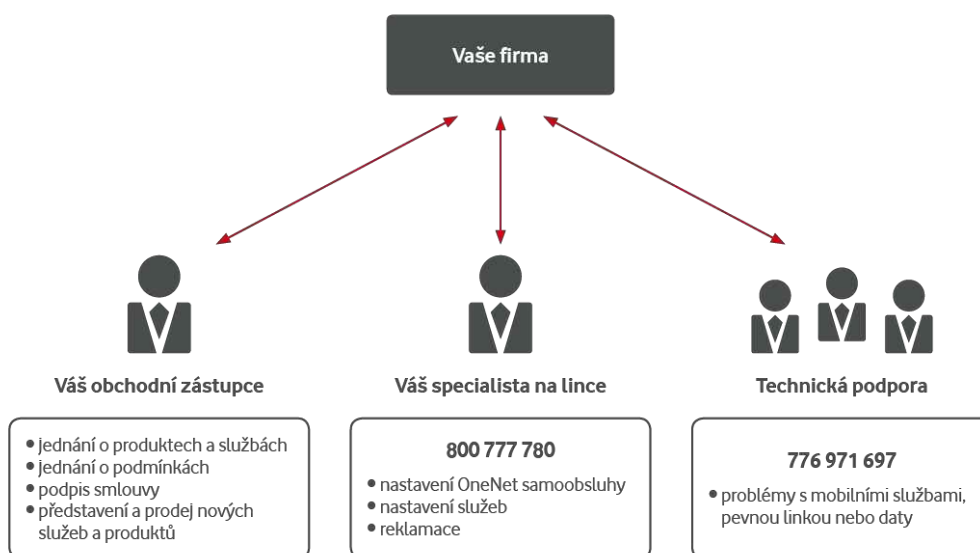 Vaše firma
Váš obchodní zástupce
• jednání o produktech a službách
• jednání o podmínkách
• podpis smlouvy
• představení a prodej nových
služeb a produktů
Váš specialista na lince
800 777 780
• nastavení OneNet samoobsluhy
• nastavení služeb
• reklamace
Technická podpora
776 971 697
• problémy s mobilními službami,
pevnou linkou nebo daty